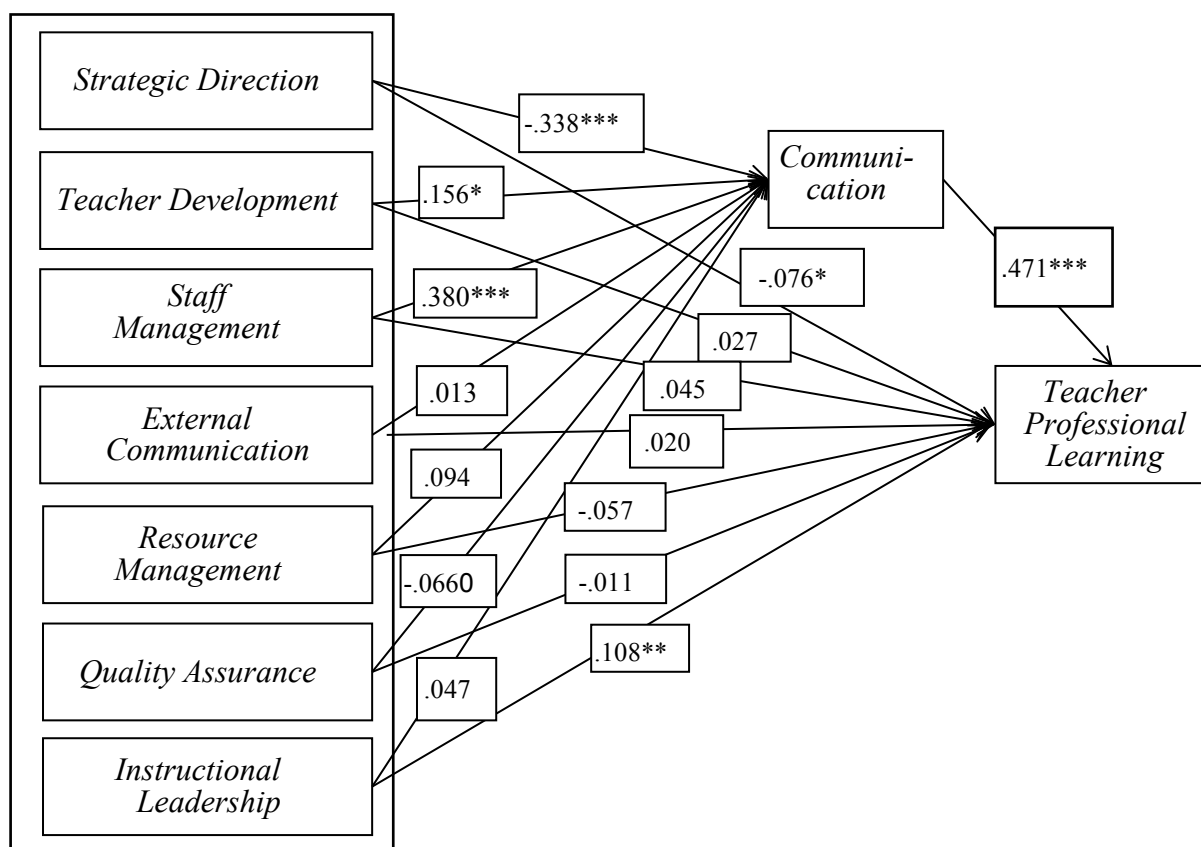 Strategic Direction
-.338***
Communi-
cation
Teacher Development
.156*
.471***
-.076*
Staff
Management
.380***
.027
.045
Teacher
Professional
Learning
External
Communication
.013
.020
.094
Resource
Management
-.057
-.0660
-.011
Quality Assurance
.047
.108**
Instructional
Leadership